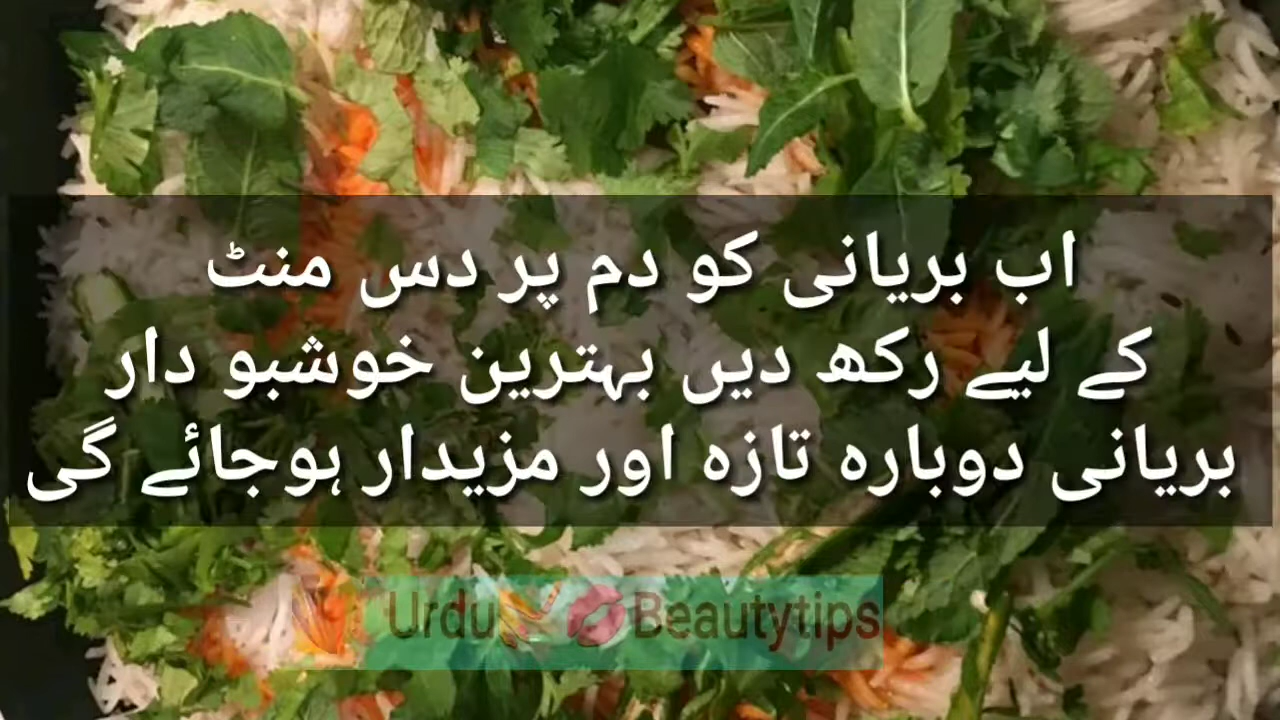 اب بریانی کو دم پر دس منٹ
کے لیے رکھ دیں بہترین خوشبو دار
بریانی دوبارہ تازہ اور مزیدار ہوجائے گی
Urdu💋Beautytips